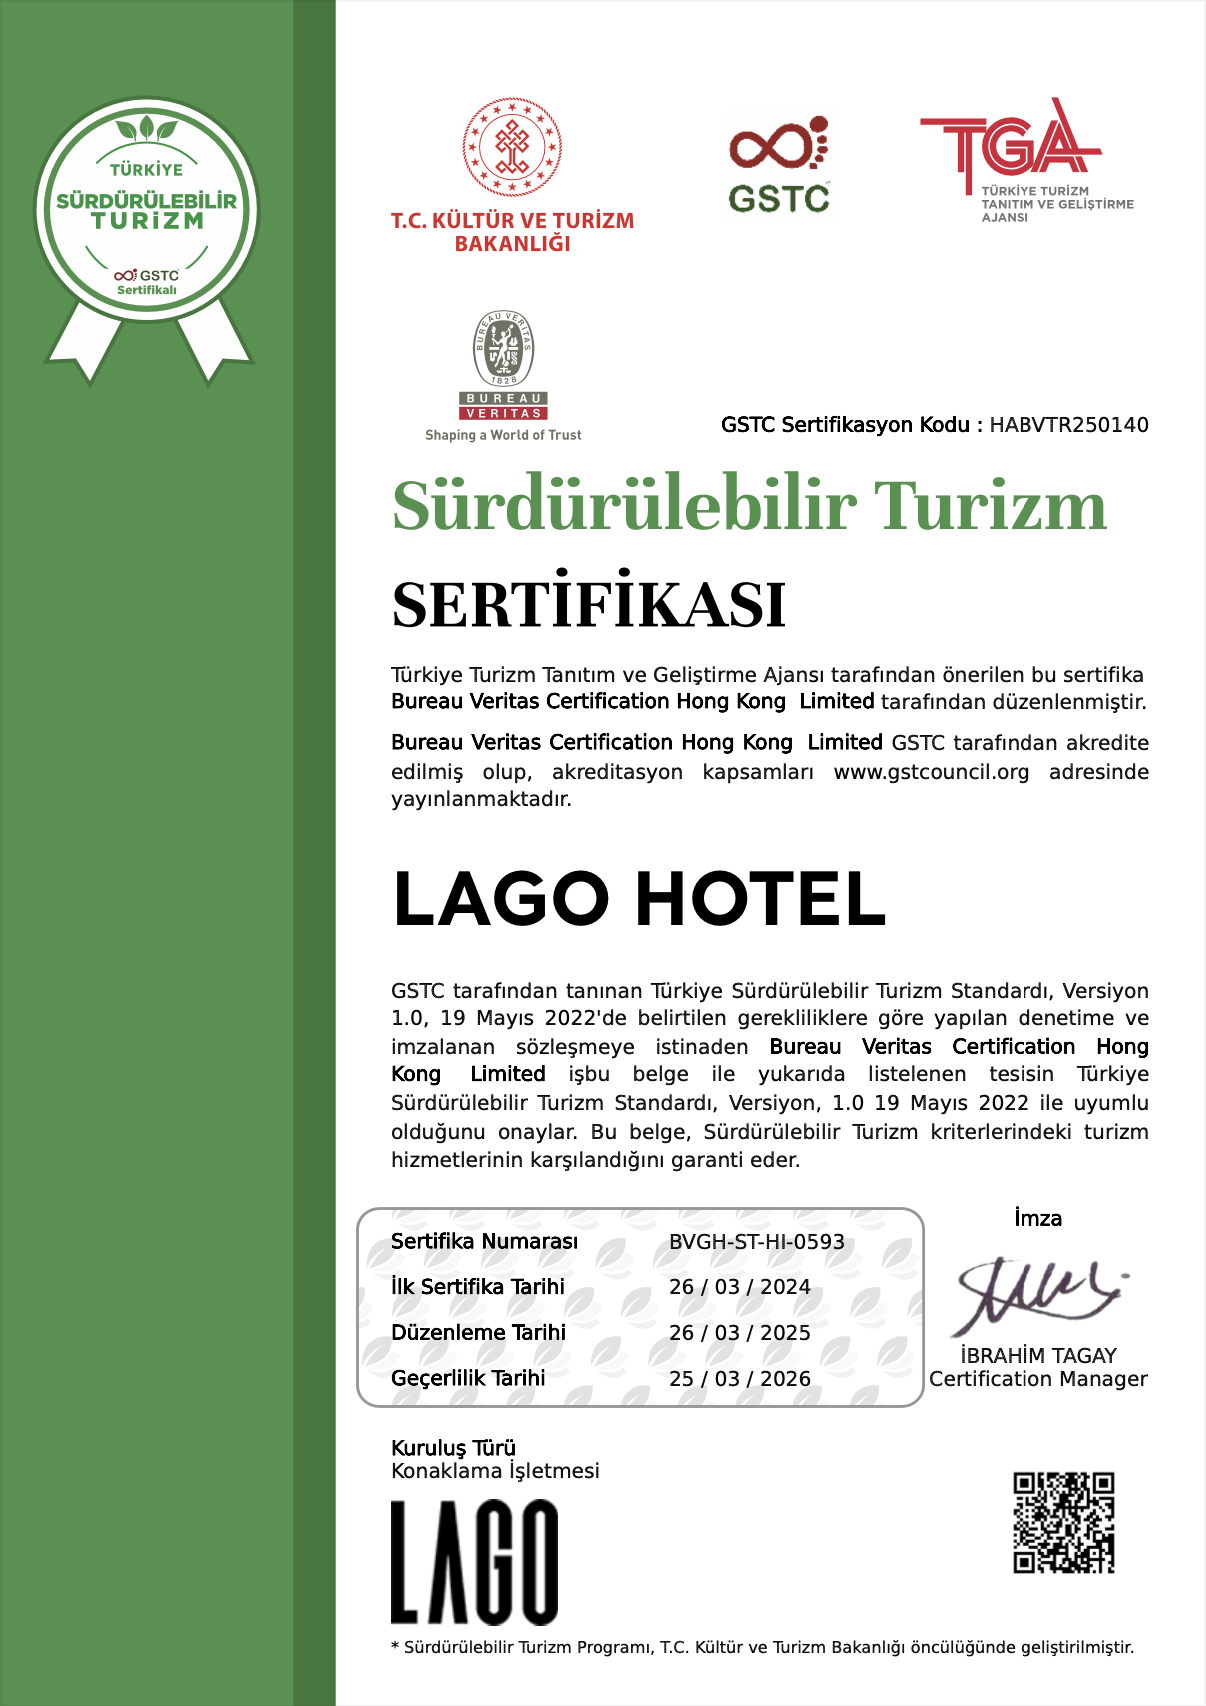 TÜRKİYE
SÜRDÜRÜLEBİLİR
TURİZM
GSTC
Sertifikalı
T.C. KÜLTÜR VE TURİZM
BAKANLIĞI
GSTC
TGA
TÜRKİYE TURİZM
TANITIM VE GELİŞTİRME
AJANSI
BUREAU VERITAS
1828
BUREAU
VERITAS
Shaping a World of Trust
GSTC Sertifikasyon Kodu : HABVTR250140
Sürdürülebilir Turizm
SERTİFİKASI
Türkiye Turizm Tanıtım ve Geliştirme Ajansı tarafından önerilen bu sertifika
Bureau Veritas Certification Hong Kong Limited tarafından düzenlenmiştir.
Bureau Veritas Certification Hong Kong Limited GSTC tarafından akredite
edilmiş olup, akreditasyon kapsamları www.gstcouncil.org adresinde
yayınlanmaktadır.
LAGO HOTEL
GSTC tarafından tanınan Türkiye Sürdürülebilir Turizm Standardı, Versiyon
1.0, 19 Mayıs 2022'de belirtilen gerekliliklere göre yapılan denetime ve
imzalanan sözleşmeye istinaden Bureau Veritas Certification Hong
Kong Limited işbu belge ile yukarıda listelenen tesisin Türkiye
Sürdürülebilir Turizm Standardı, Versiyon, 1.0 19 Mayıs 2022 ile uyumlu
olduğunu onaylar. Bu belge, Sürdürülebilir Turizm kriterlerindeki turizm
hizmetlerinin karşılandığını garanti eder.
Sertifika Numarası BVGH-ST-HI-0593
İlk Sertifika Tarihi 26 / 03 / 2024
Düzenleme Tarihi 26 / 03 / 2025
Geçerlilik Tarihi 25 / 03 / 2026
İmza
İBRAHİM TAGAY
Certification Manager
Kuruluş Türü
Konaklama İşletmesi
LAGO
* Sürdürülebilir Turizm Programı, T.C. Kültür ve Turizm Bakanlığı öncülüğünde geliştirilmiştir.